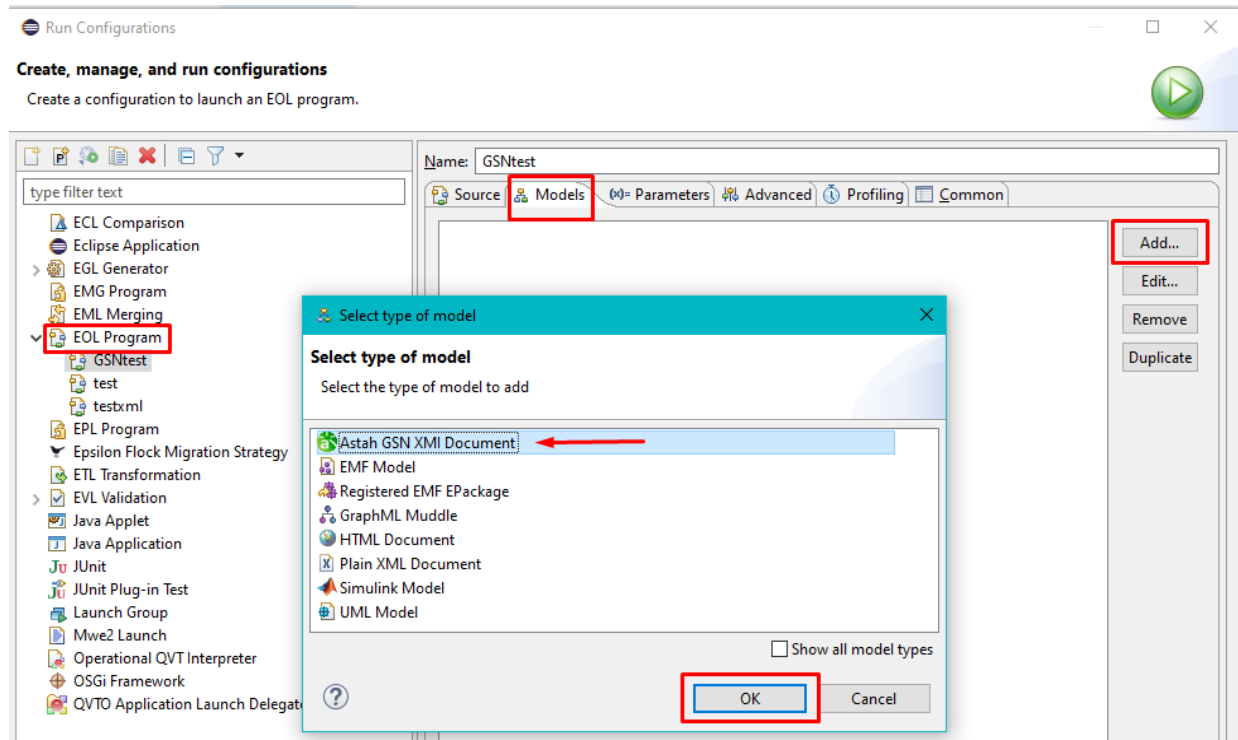 Run Configurations
Create, manage, and run configurations
Create a configuration to launch an EOL program.
type filter text
ECL Comparison
Eclipse Application
EGL Generator
EMG Program
EML Merging
EOL Program
GSNtest
test
testxml
EPL Program
Epsilon Flock Migration Strategy
ETL Transformation
EVL Validation
Java Applet
Java Application
JUnit
JUnit Plug-in Test
Launch Group
Mwe2 Launch
Operational QVT Interpreter
OSGi Framework
QVTO Application Launch Delegat
Name: GSNtest
Source Models (x)= Parameters Advanced Profiling Common
Add...
Edit...
Remove
Duplicate
Select type of model
Select type of model
Select the type of model to add
Astah GSN XMI Document
EMF Model
Registered EMF EPackage
GraphML Muddle
HTML Document
Plain XML Document
Simulink Model
UML Model
Show all model types
OK Cancel